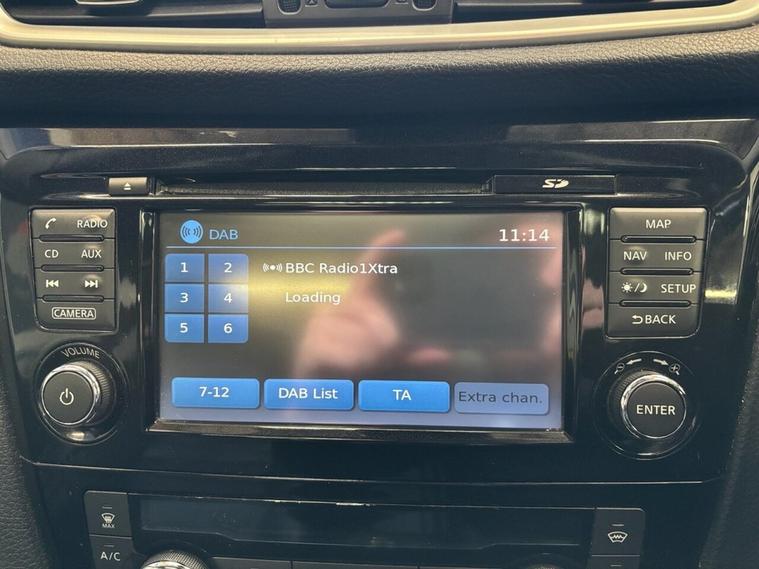 SD
RADIO
CD AUX
CAMERA
VOLUME
DAB 11:14
1 2 BBC Radio1Xtra
3 4 Loading
5 6
7-12 DAB List TA Extra chan.
MAP
NAV INFO
SETUP
BACK
ENTER
MAX
A/C